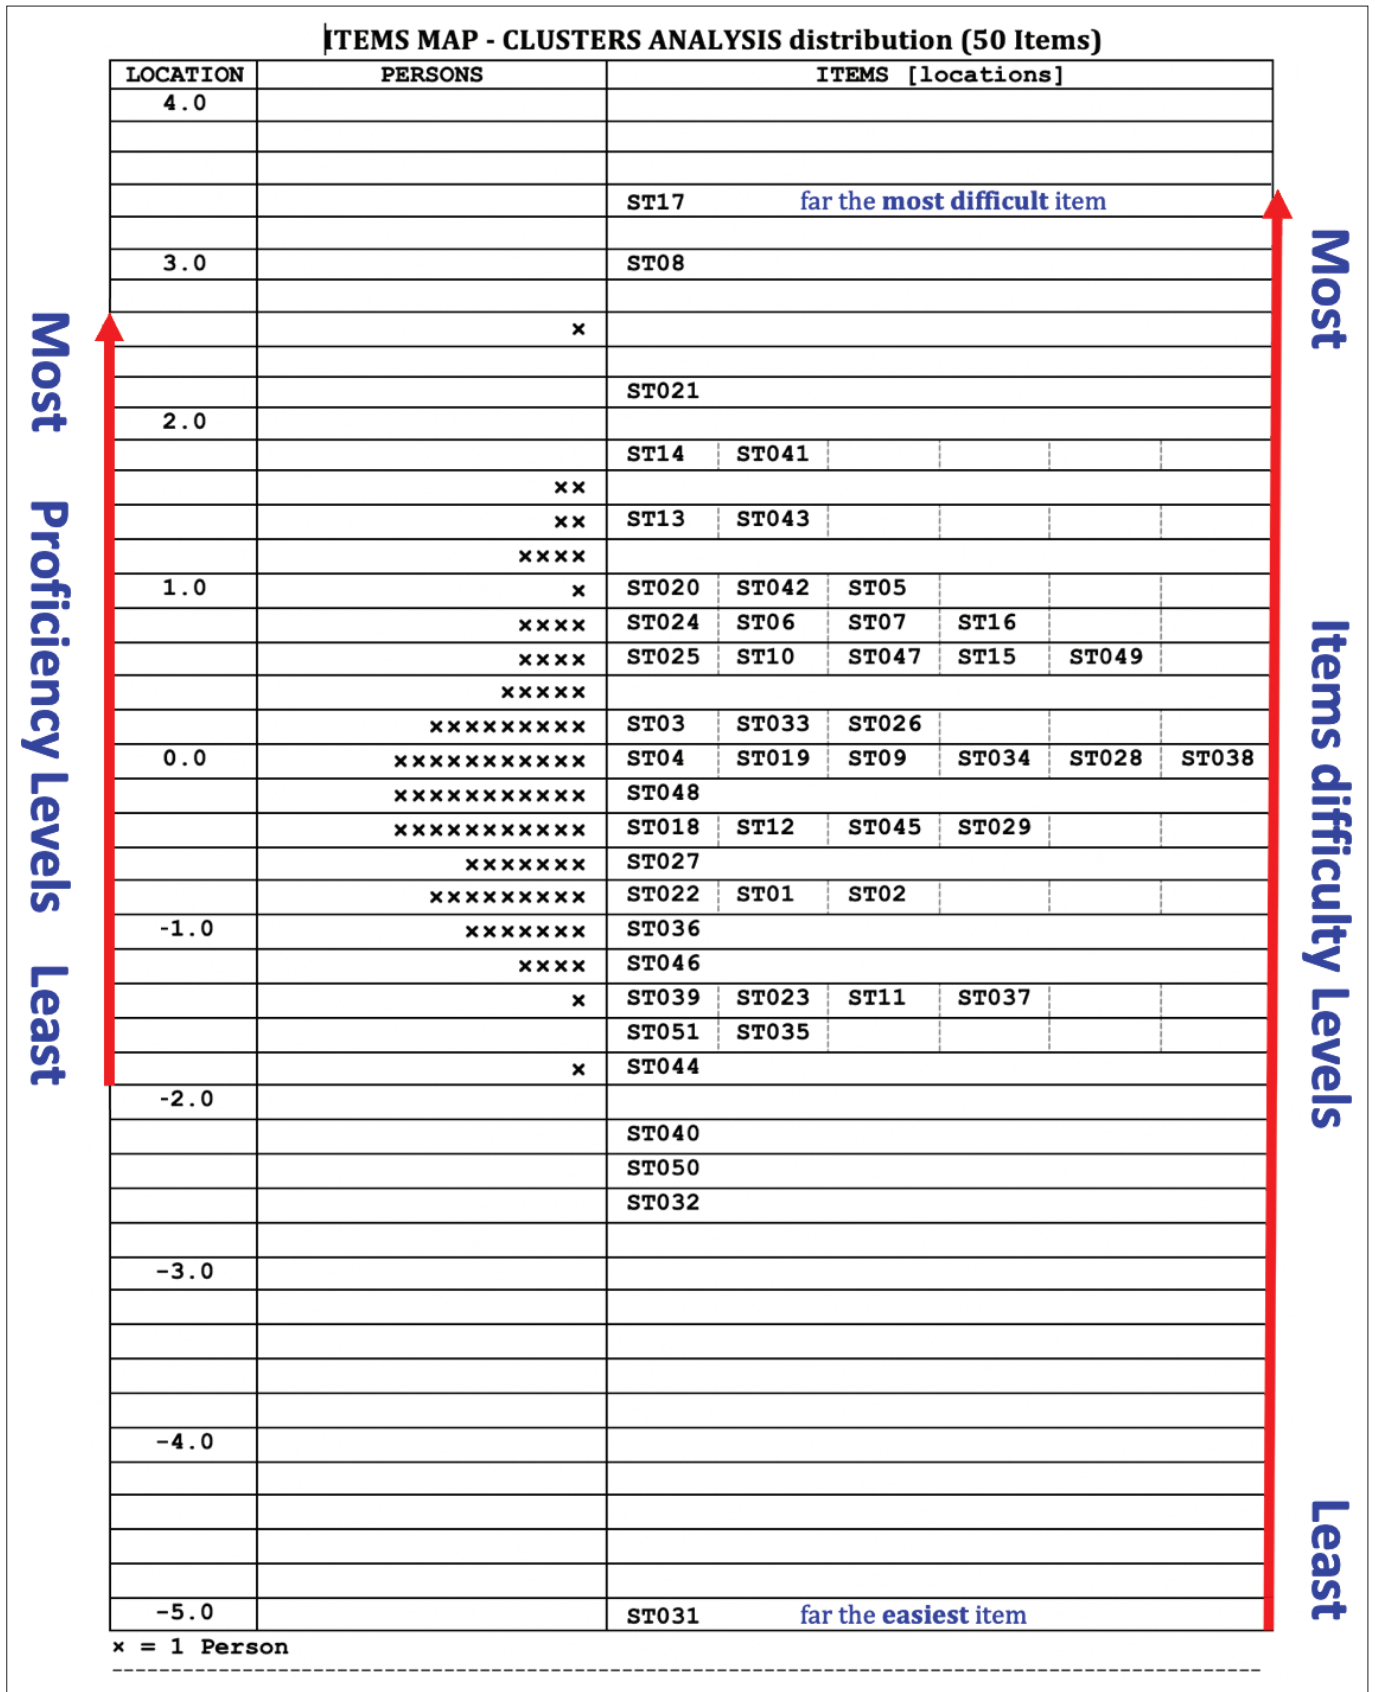 ITEMS MAP - CLUSTERS ANALYSIS distribution (50 Items)
LOCATION PERSONS ITEMS [locations]
4.0
ST17 far the most difficult item
3.0 ST08
×
ST021
2.0
ST14 ST041
××
×× ST13 ST043
××××
1.0 × ST020 ST042 ST05
×××× ST024 ST06 ST07 ST16
×××× ST025 ST10 ST047 ST15 ST049
×××××
××××××××× ST03 ST033 ST026
0.0 ××××××××××× ST04 ST019 ST09 ST034 ST028 ST038
××××××××××× ST048
××××××××××× ST018 ST12 ST045 ST029
××××××× ST027
××××××××× ST022 ST01 ST02
-1.0 ××××××× ST036
×××× ST046
× ST039 ST023 ST11 ST037
ST051 ST035
× ST044
-2.0
ST040
ST050
ST032
-3.0
-4.0
-5.0 ST031 far the easiest item
× = 1 Person
Most Proficiency Levels Least
Most Items difficulty Levels Least